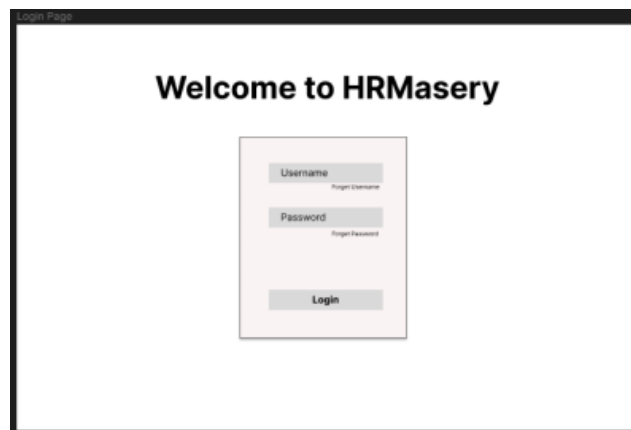 Login Page
Welcome to HRMasery
Username
Forget Username
Password
Forget Password
Login